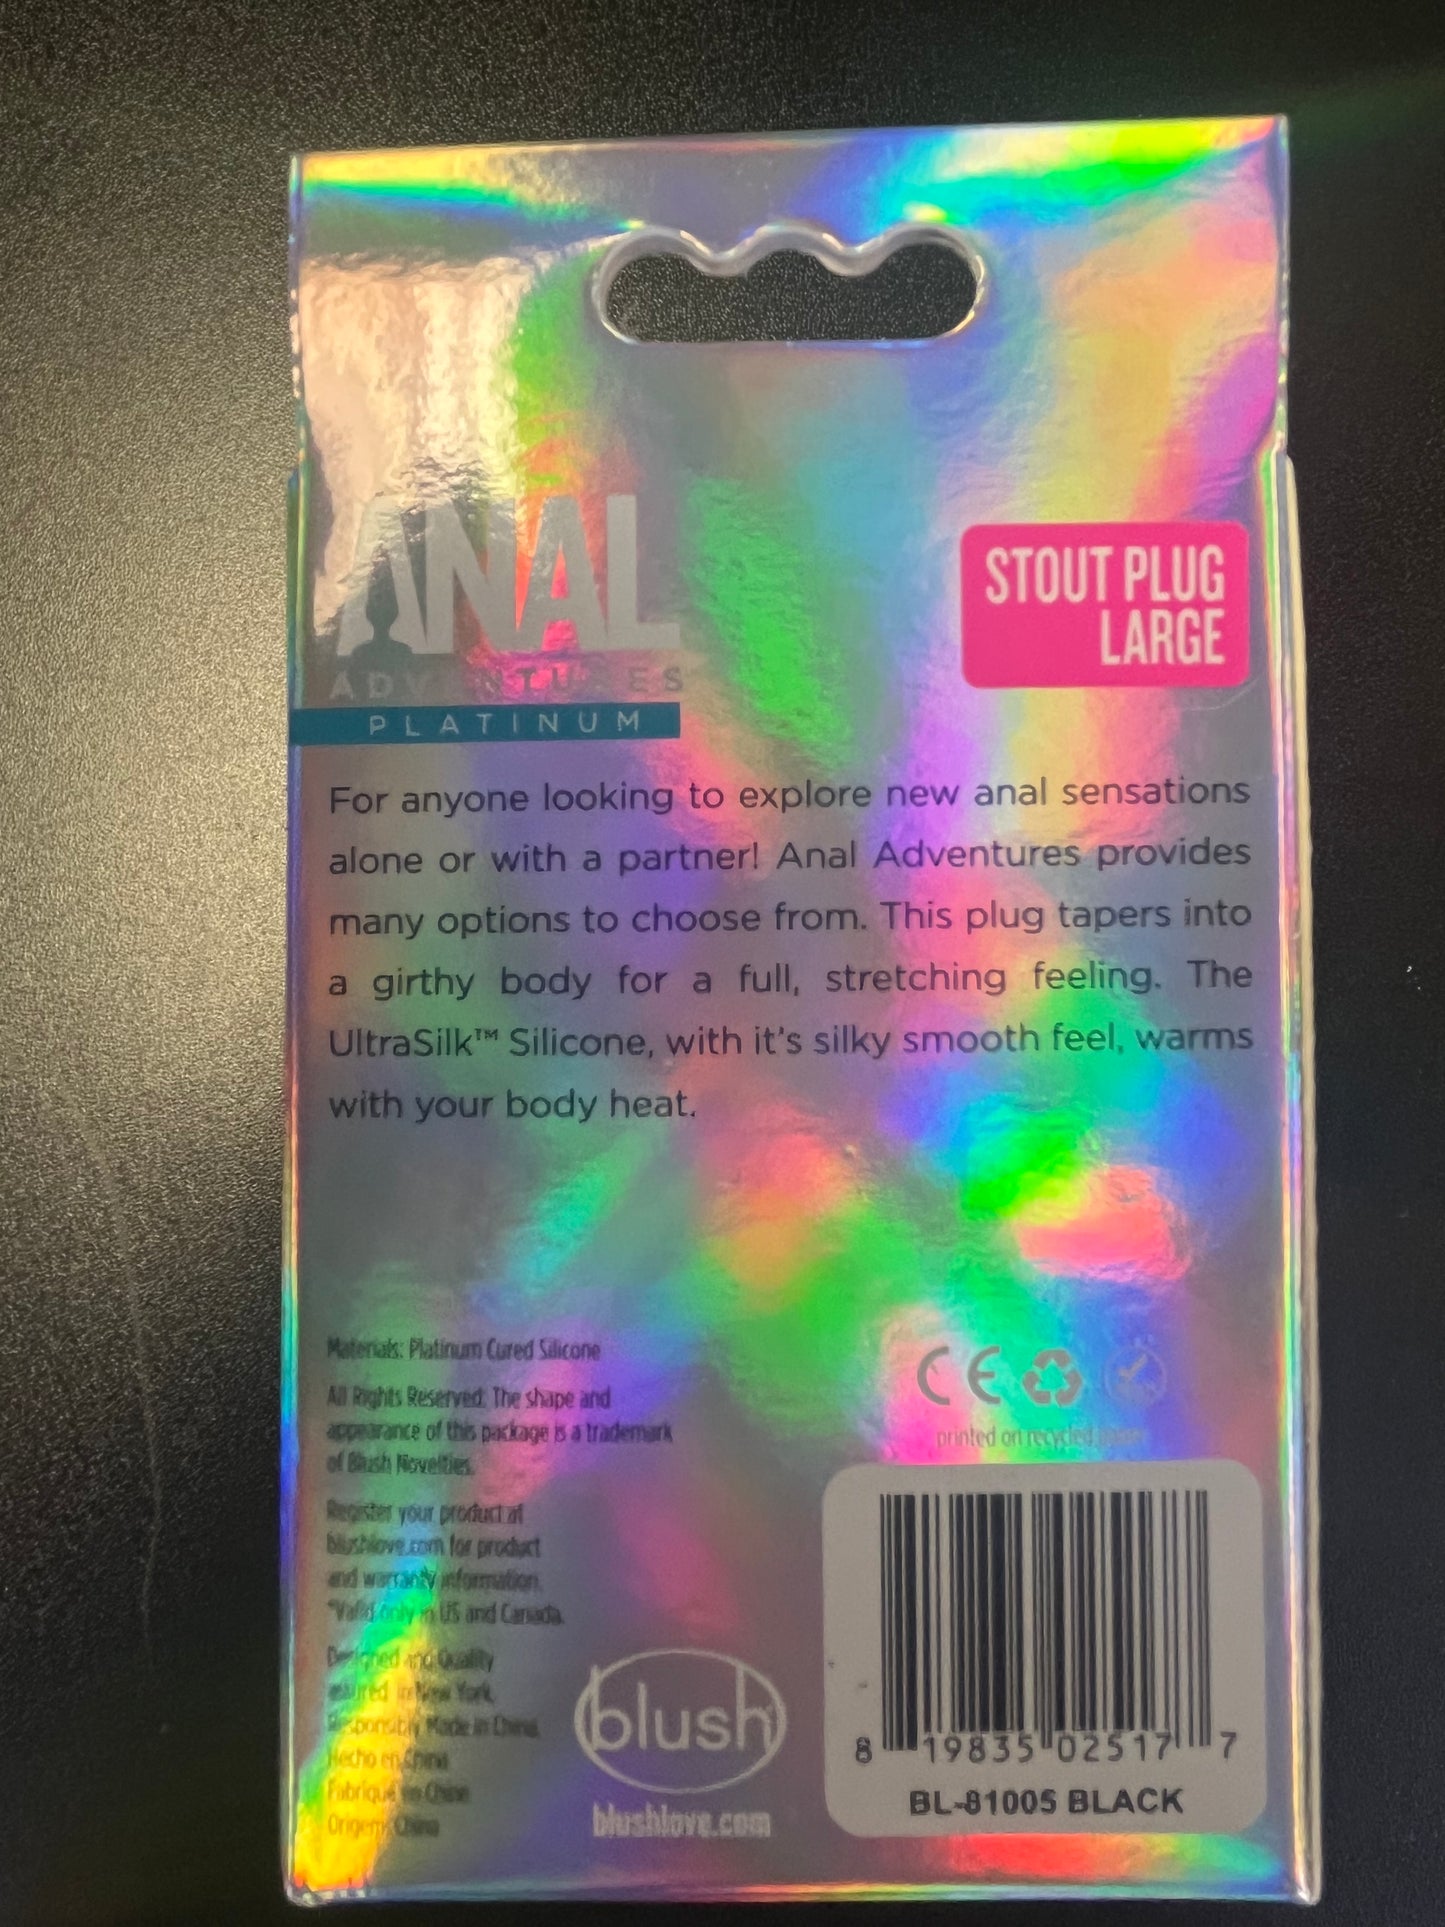 ANAL
ADVENTURES
PLATINUM
STOUT PLUG
LARGE
For anyone looking to explore new anal sensations
alone or with a partner! Anal Adventures provides
many options to choose from. This plug tapers into
a girthy body for a full, stretching feeling. The
UltraSilk™ Silicone, with it's silky smooth feel, warms
with your body heat.
Materials: Platinum Cured Silicone
All Rights Reserved. The shape and
appearance of this package is a trademark
of Blush Novelties.
Register your product at
blushlove.com for product
and warranty information.
*Valid only in US and Canada.
Designed and Quality
assured in New York.
Responsibly Made in China
Hecho en China
Fabriqué en Chine
Origem: China
CE
printed on recycled paper
blush
blushlove.com
8 19835 02517 7
BL-81005 BLACK